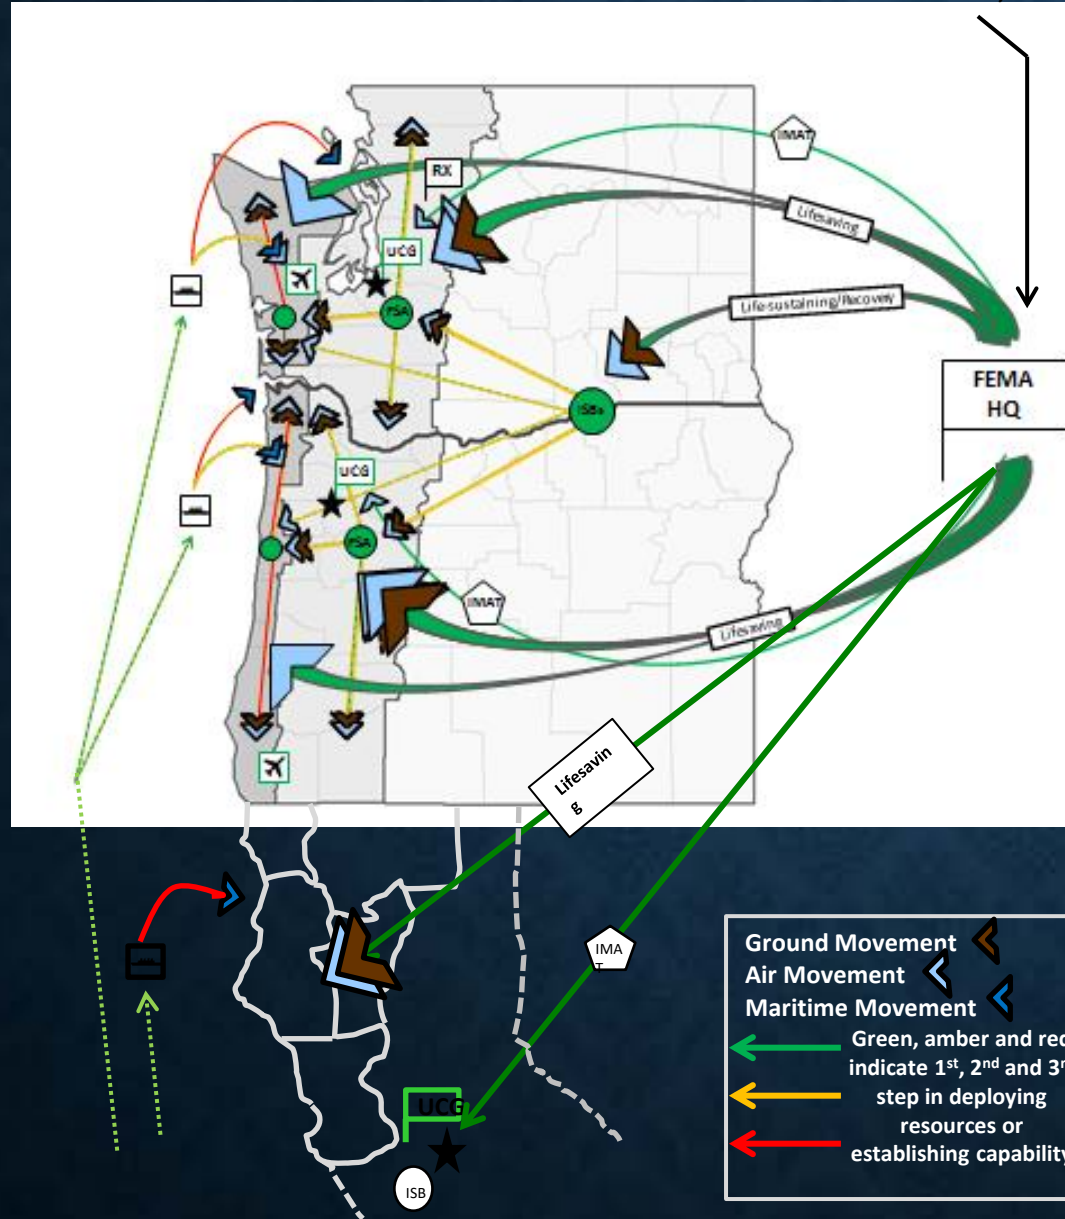 IMAT
RX
Lifesaving
UCG
FSA
Life-sustaining/Recovery
FEMA
HQ
ISBs
UCG
FSA
IMAT
Lifesaving
Lifesavin
g
IMA
T
Ground Movement
Air Movement
Maritime Movement
Green, amber and red
indicate 1st, 2nd and 3r
step in deploying
resources or
establishing capability
UCG
ISB